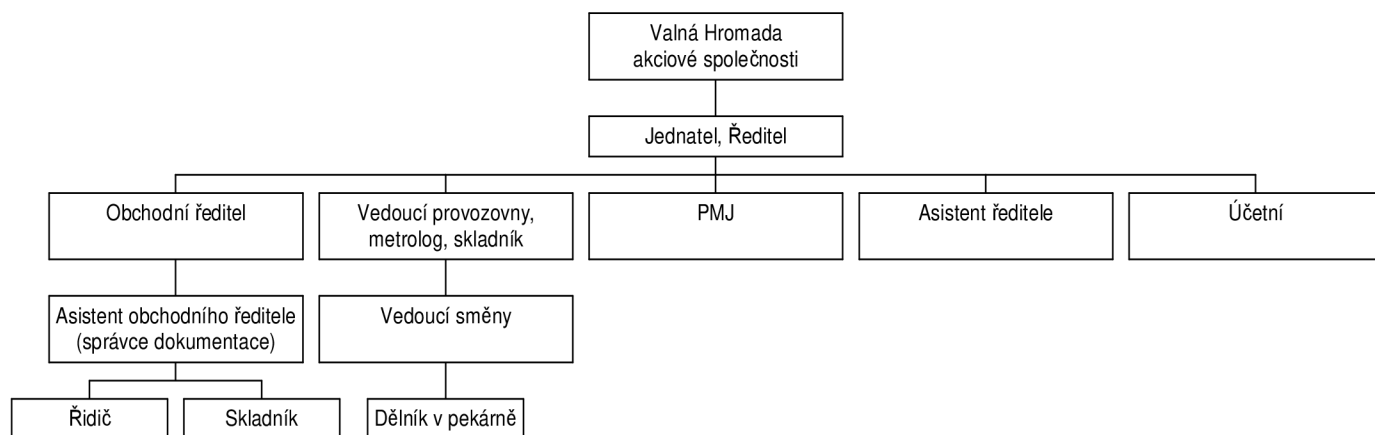 Valná Hromada
akciové společnosti
Jednatel, Ředitel
Obchodní ředitel
Vedoucí provozovny,
metrolog, skladník
PMJ
Asistent ředitele
Účetní
Asistent obchodního ředitele
(správce dokumentace)
Vedoucí směny
Řidič
Skladník
Dělník v pekárně